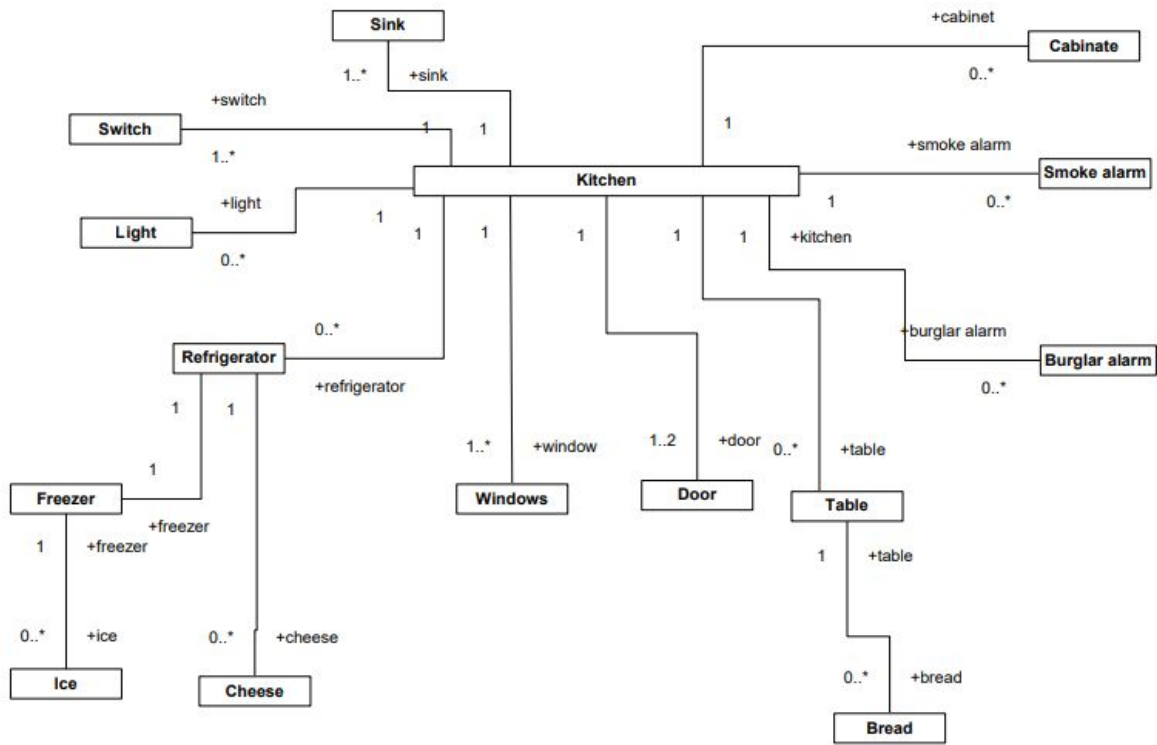 Sink
+cabinet
Cabinate
1..*
+sink
0..*
+switch
Switch
1
1
1
1..*
+smoke alarm
Kitchen
Smoke alarm
+light
1
1
1
1
1
1
1
+kitchen
0..*
Light
0..*
0..*
+burglar alarm
Refrigerator
Burglar alarm
+refrigerator
0..*
1
1
1..*
+window
1..2
+door
0..*
+table
1
Freezer
Windows
Door
Table
+freezer
1
+freezer
1
+table
0..*
+ice
0..*
+cheese
Ice
Cheese
0..*
+bread
Bread